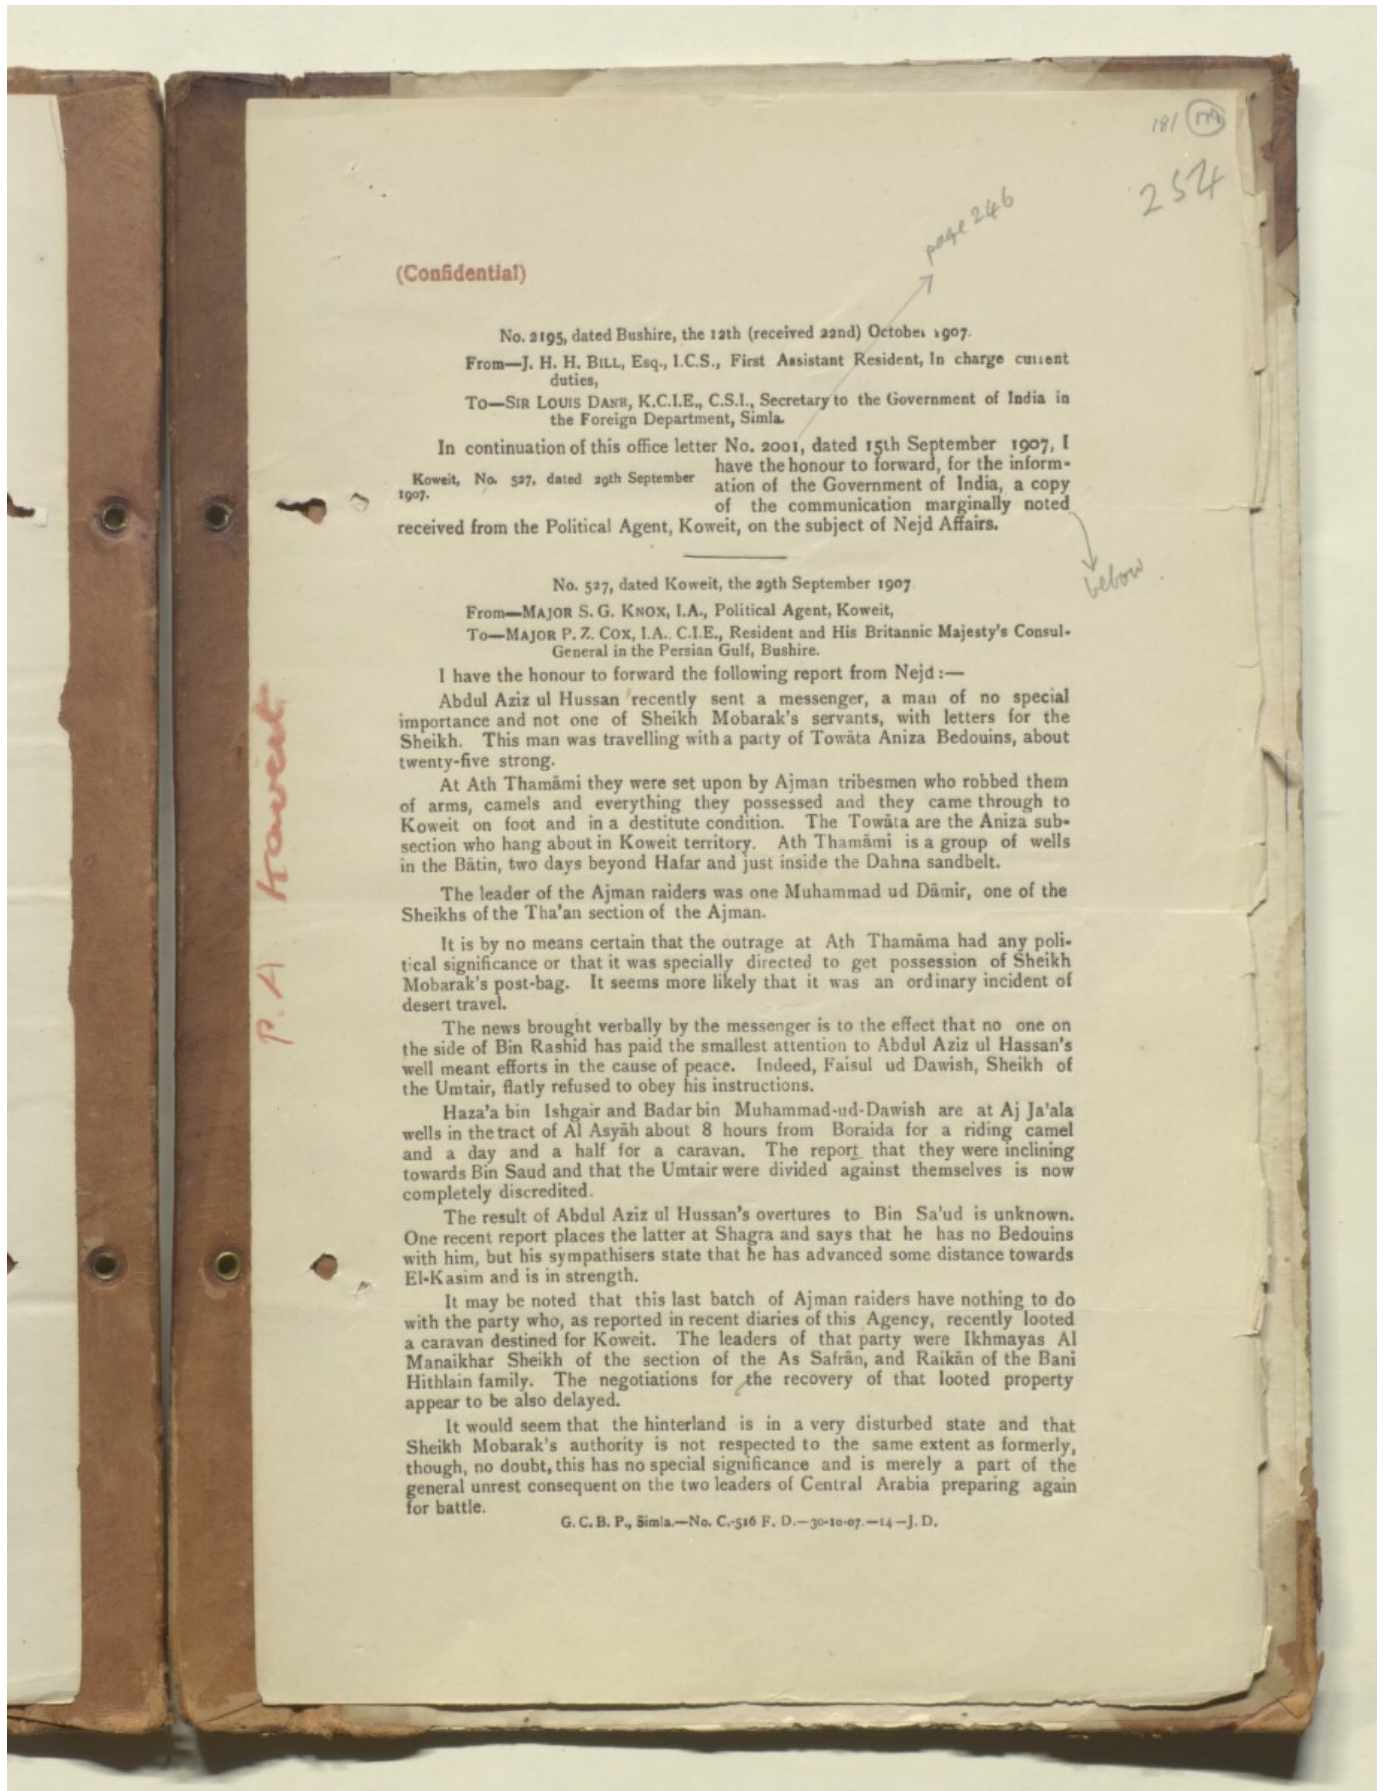 181
254
page 246
(Confidential)
No. 2195, dated Bushire, the 12th (received 22nd) October 1907.
From—J. H. H. BILL, Esq., I.C.S., First Assistant Resident, In charge current
duties,
To—SIR LOUIS DANE, K.C.I.E., C.S.I., Secretary to the Government of India in
the Foreign Department, Simla.
In continuation of this office letter No. 2001, dated 15th September 1907, I
have the honour to forward, for the inform-
Koweit, No. 527, dated 29th September
1907.
ation of the Government of India, a copy
of the communication marginally noted
received from the Political Agent, Koweit, on the subject of Nejd Affairs.
below.
No. 527, dated Koweit, the 29th September 1907.
From—MAJOR S. G. KNOX, I.A., Political Agent, Koweit,
To—MAJOR P. Z. COX, I.A. C.I.E., Resident and His Britannic Majesty's Consul-
General in the Persian Gulf, Bushire.
I have the honour to forward the following report from Nejd :—
Abdul Aziz ul Hussan recently sent a messenger, a man of no special
importance and not one of Sheikh Mobarak's servants, with letters for the
Sheikh. This man was travelling with a party of Towāta Aniza Bedouins, about
twenty-five strong.
At Ath Thamāmi they were set upon by Ajman tribesmen who robbed them
of arms, camels and everything they possessed and they came through to
Koweit on foot and in a destitute condition. The Towāta are the Aniza sub-
section who hang about in Koweit territory. Ath Thamāmi is a group of wells
in the Bātin, two days beyond Hafar and just inside the Dahna sandbelt.
The leader of the Ajman raiders was one Muhammad ud Dāmir, one of the
Sheikhs of the Tha'an section of the Ajman.
It is by no means certain that the outrage at Ath Thamāma had any poli-
tical significance or that it was specially directed to get possession of Sheikh
Mobarak's post-bag. It seems more likely that it was an ordinary incident of
desert travel.
The news brought verbally by the messenger is to the effect that no one on
the side of Bin Rashid has paid the smallest attention to Abdul Aziz ul Hassan's
well meant efforts in the cause of peace. Indeed, Faisul ud Dawish, Sheikh of
the Umtair, flatly refused to obey his instructions.
Haza'a bin Ishgair and Badar bin Muhammad-ud-Dawish are at Aj Ja'ala
wells in the tract of Al Asyāh about 8 hours from Boraida for a riding camel
and a day and a half for a caravan. The report that they were inclining
towards Bin Saud and that the Umtair were divided against themselves is now
completely discredited.
The result of Abdul Aziz ul Hussan's overtures to Bin Sa'ud is unknown.
One recent report places the latter at Shagra and says that he has no Bedouins
with him, but his sympathisers state that he has advanced some distance towards
El-Kasim and is in strength.
It may be noted that this last batch of Ajman raiders have nothing to do
with the party who, as reported in recent diaries of this Agency, recently looted
a caravan destined for Koweit. The leaders of that party were Ikhmayas Al
Manaikhar Sheikh of the section of the As Safrān, and Raikān of the Bani
Hithlain family. The negotiations for the recovery of that looted property
appear to be also delayed.
It would seem that the hinterland is in a very disturbed state and that
Sheikh Mobarak's authority is not respected to the same extent as formerly,
though, no doubt, this has no special significance and is merely a part of the
general unrest consequent on the two leaders of Central Arabia preparing again
for battle.
G. C. B. P., Simla.—No. C.-516 F. D.—30-10-07.—14—J. D.
P. A Koweit